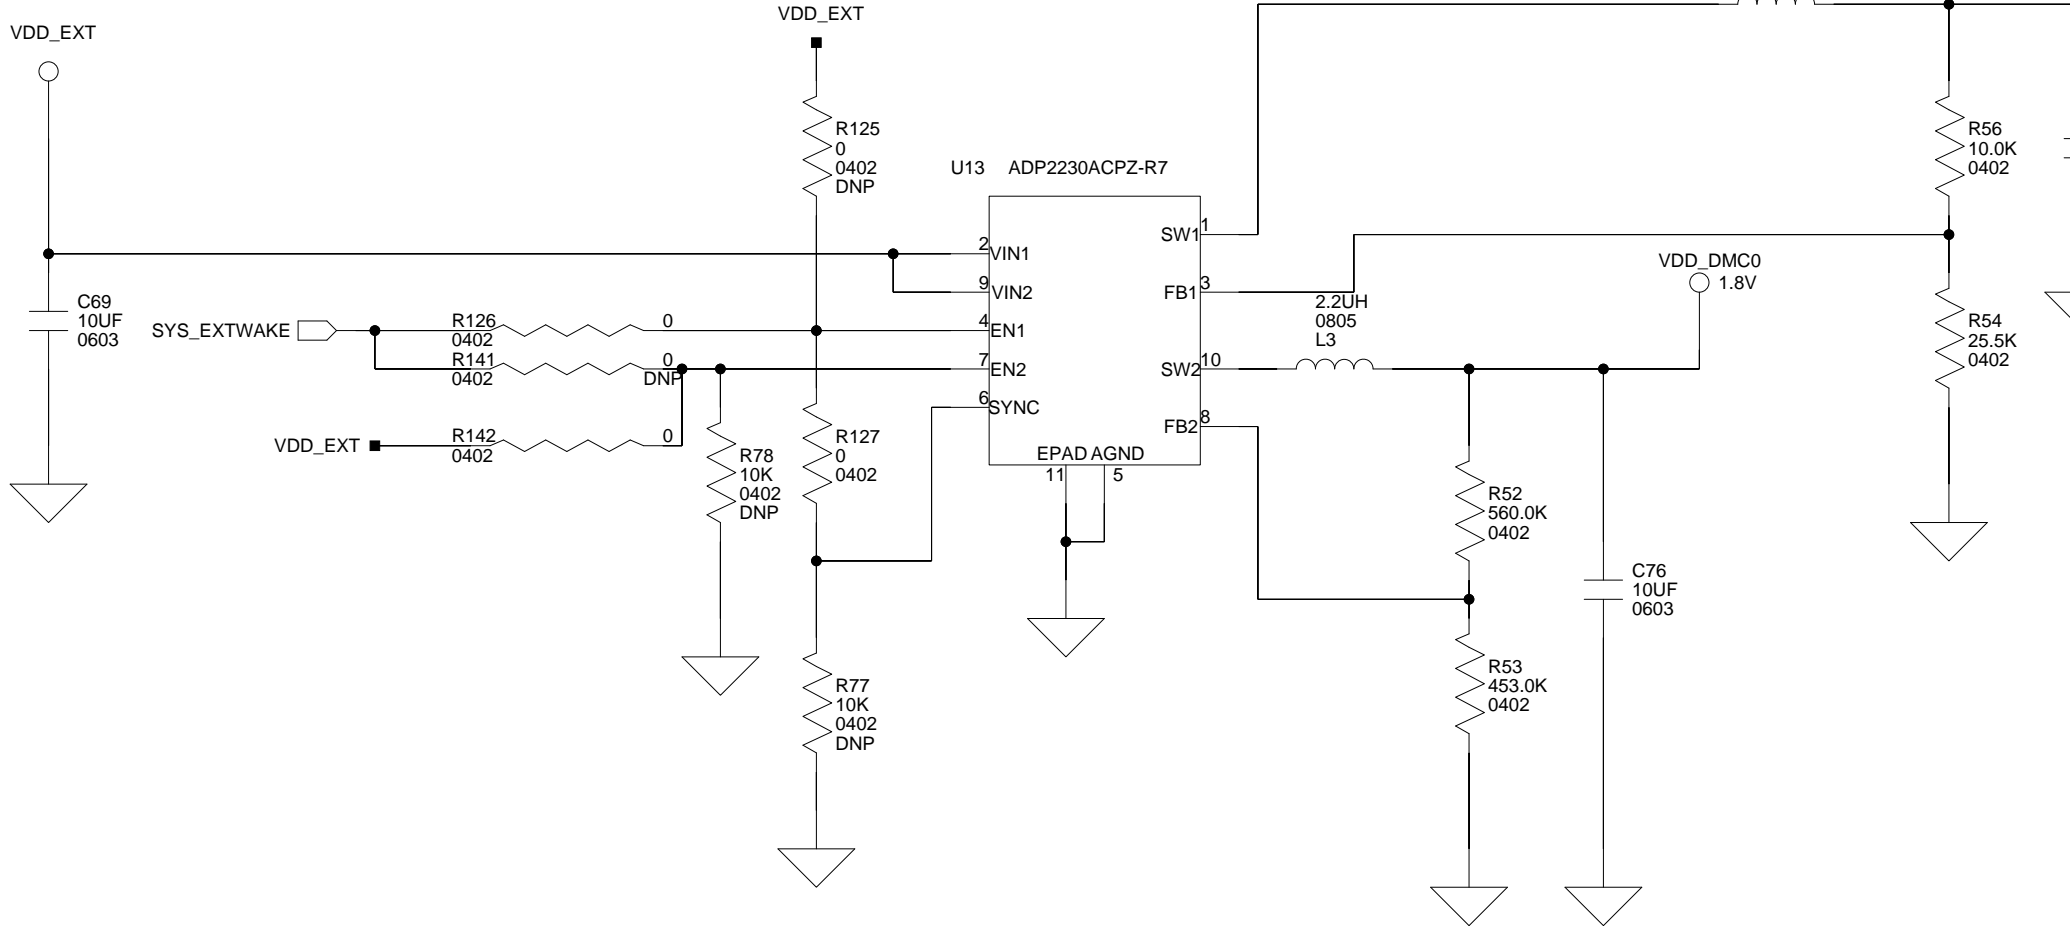 VDD_EXT
VDD_EXT
R125
0
0402
DNP
U13 ADP2230ACPZ-R7
R56
10.0K
0402
SW1 1
2 VIN1
9 VIN2
FB1 3
VDD_DMC0
1.8V
C69
10UF
0603
SYS_EXTWAKE
R126 0
0402
4 EN1
2.2UH
0805
L3
R54
25.5K
0402
R141 0
0402 DNP
7 EN2
SW2 10
6 SYNC
FB2 8
VDD_EXT
R142 0
0402
R127
0
0402
R78
10K
0402
DNP
EPAD AGND
11 5
R52
560.0K
0402
C76
10UF
0603
R53
453.0K
0402
R77
10K
0402
DNP